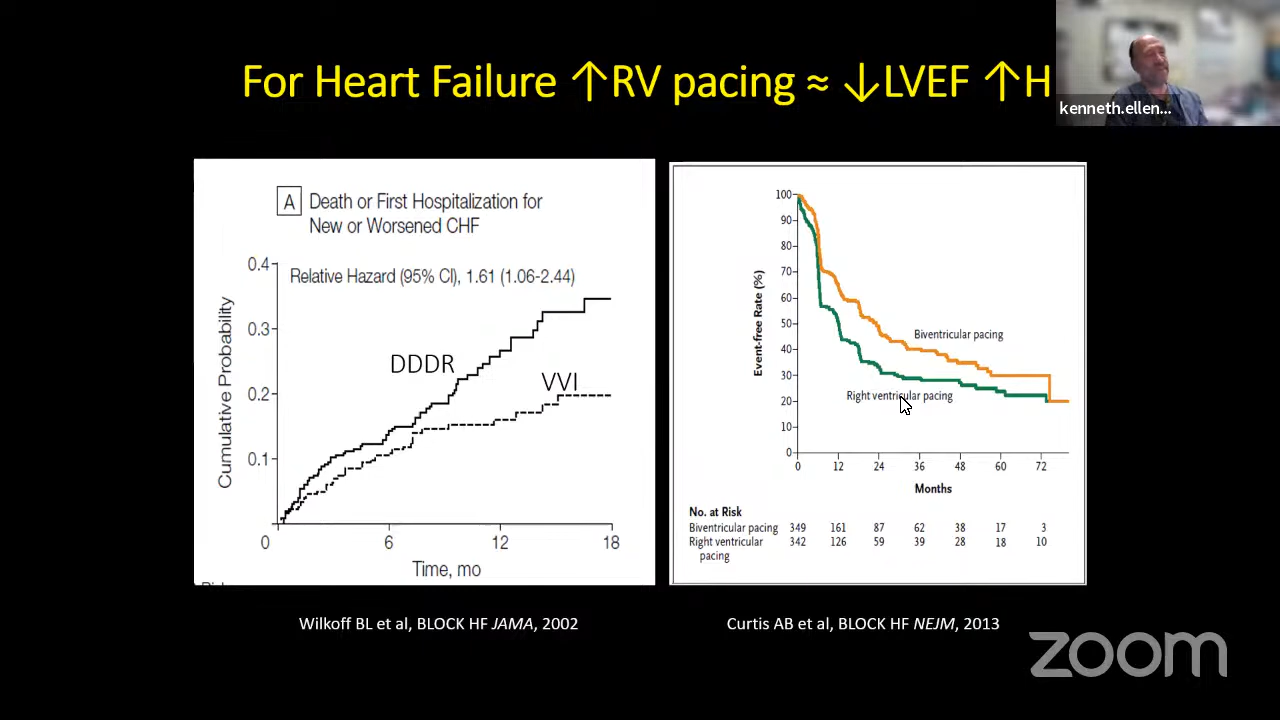 For Heart Failure ↑RV pacing ≈ ↓LVEF ↑H
kenneth.ellen...
A Death or First Hospitalization for
New or Worsened CHF
Relative Hazard (95% CI), 1.61 (1.06-2.44)
Cumulative Probability
0.4
0.3
0.2
0.1
DDDR
VVI
0 6 12 18
Time, mo
Event-free Rate (%)
100
90
80
70
60
50
40
30
20
10
0
Biventricular pacing
Right ventricular pacing
0 12 24 36 48 60 72
Months
No. at Risk
Biventricular pacing 349 161 87 62 38 17 3
Right ventricular 342 126 59 39 28 18 10
pacing
Wilkoff BL et al, BLOCK HF JAMA, 2002
Curtis AB et al, BLOCK HF NEJM, 2013
zoom